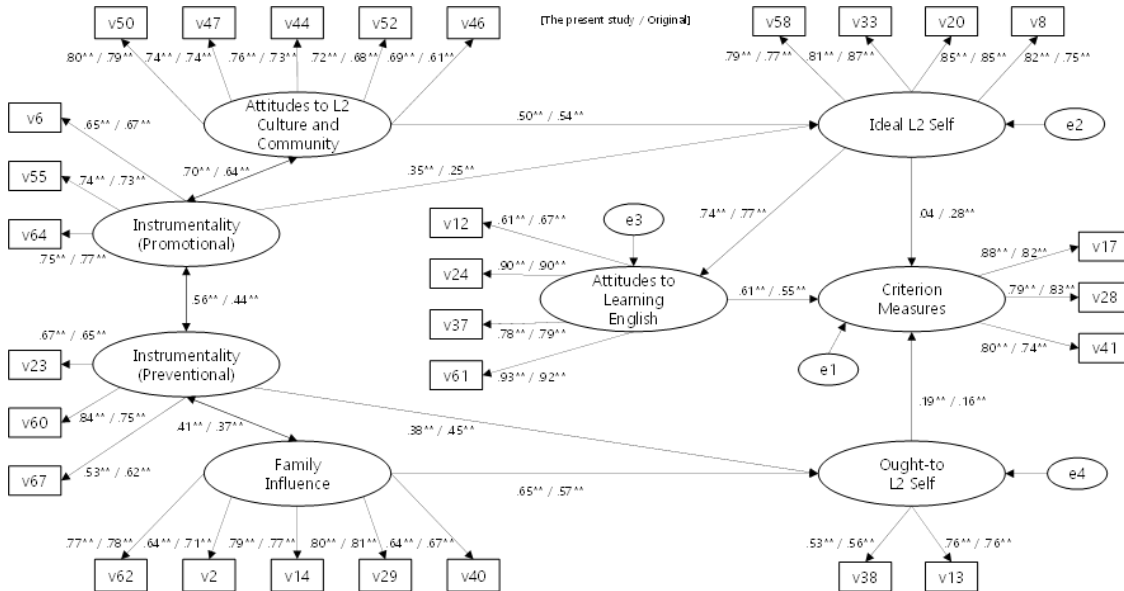 v50
v47
v44
v52
v46
[The present study / Original]
v58
v33
v20
v8
.80^^ / .79^^
.74^^ / .74^^
.76^^ / .73^^
.72^^ / .68^^
.69^^ / .61^^
.79^^ / .77^^
.81^^ / .87^^
.85^^ / .85^^
.82^^ / .75^^
v6
.65^^ / .67^^
Attitudes to L2
Culture and
Community
.50^^ / .54^^
Ideal L2 Self
e2
v55
.74^^ / .73^^
.70^^ / .64^^
.35^^ / .25^^
v64
.75^^ / .77^^
Instrumentality
(Promotional)
v12
.61^^ / .67^^
e3
.74^^ / .77^^
.04 / .28^^
v17
.88^^ / .82^^
v24
.90^^ / .90^^
Attitudes to
Learning
English
.61^^ / .55^^
Criterion
Measures
.79^^ / .83^^
v28
.56^^ / .44^^
v37
.78^^ / .79^^
.80^^ / .74^^
v41
.67^^ / .65^^
v23
Instrumentality
(Preventional)
v61
.93^^ / .92^^
e1
v60
.84^^ / .75^^
.41^^ / .37^^
.38^^ / .45^^
.19^^ / .16^^
v67
.53^^ / .62^^
Family
Influence
.65^^ / .57^^
Ought-to
L2 Self
e4
.77^^ / .78^^
.64^^ / .71^^
.79^^ / .77^^
.80^^ / .81^^
.64^^ / .67^^
.53^^ / .56^^
.76^^ / .76^^
v62
v2
v14
v29
v40
v38
v13